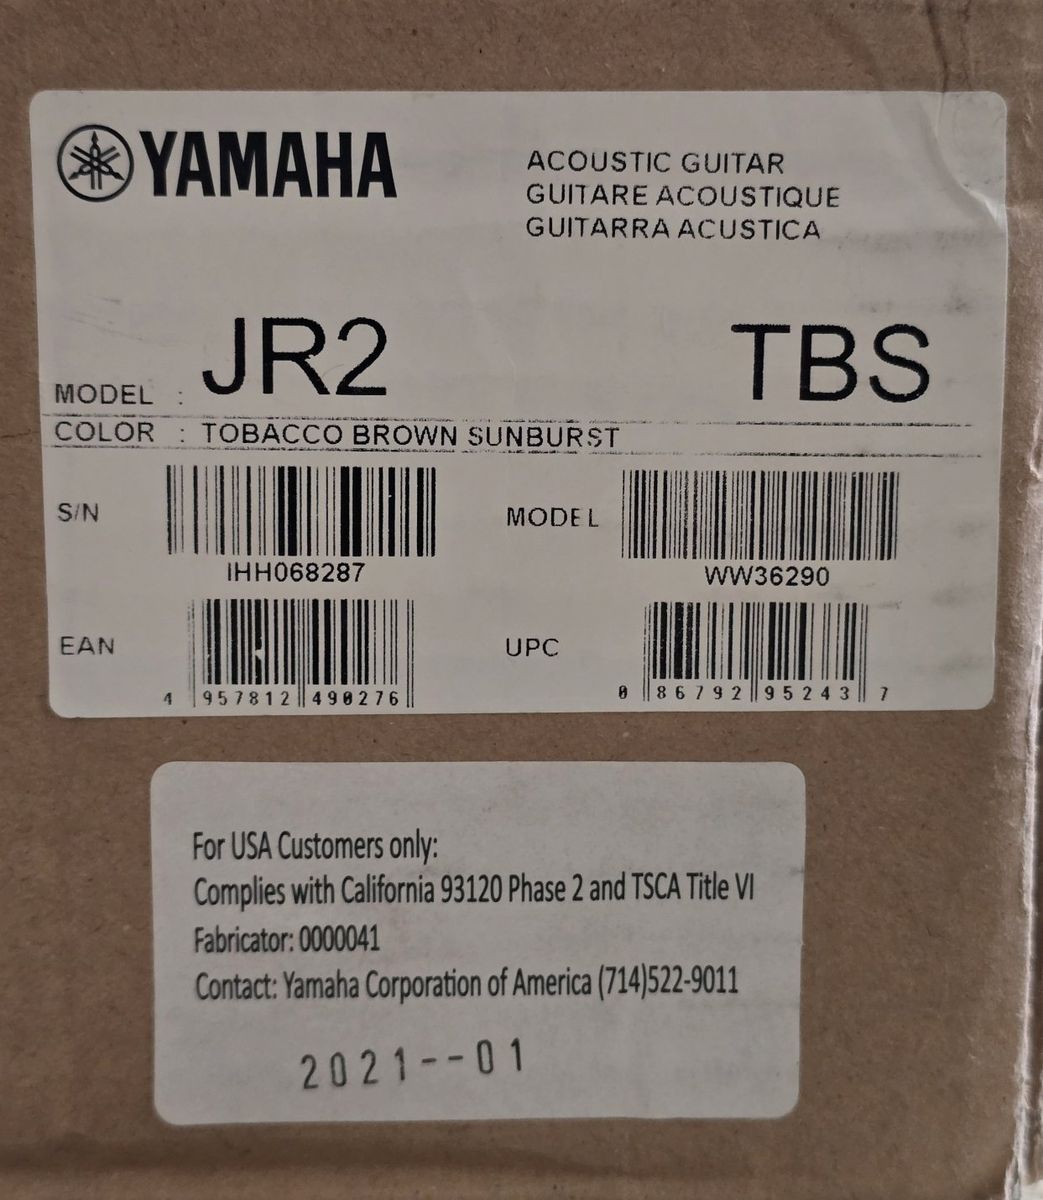 YAMAHA
ACOUSTIC GUITAR
GUITARE ACOUSTIQUE
GUITARRA ACUSTICA
MODEL : JR2 TBS
COLOR : TOBACCO BROWN SUNBURST
S/N
IHH068287
MODEL
WW36290
EAN
4 957812 490276
UPC
0 86792 95243 7
For USA Customers only:
Complies with California 93120 Phase 2 and TSCA Title VI
Fabricator: 0000041
Contact: Yamaha Corporation of America (714)522-9011
2021--01